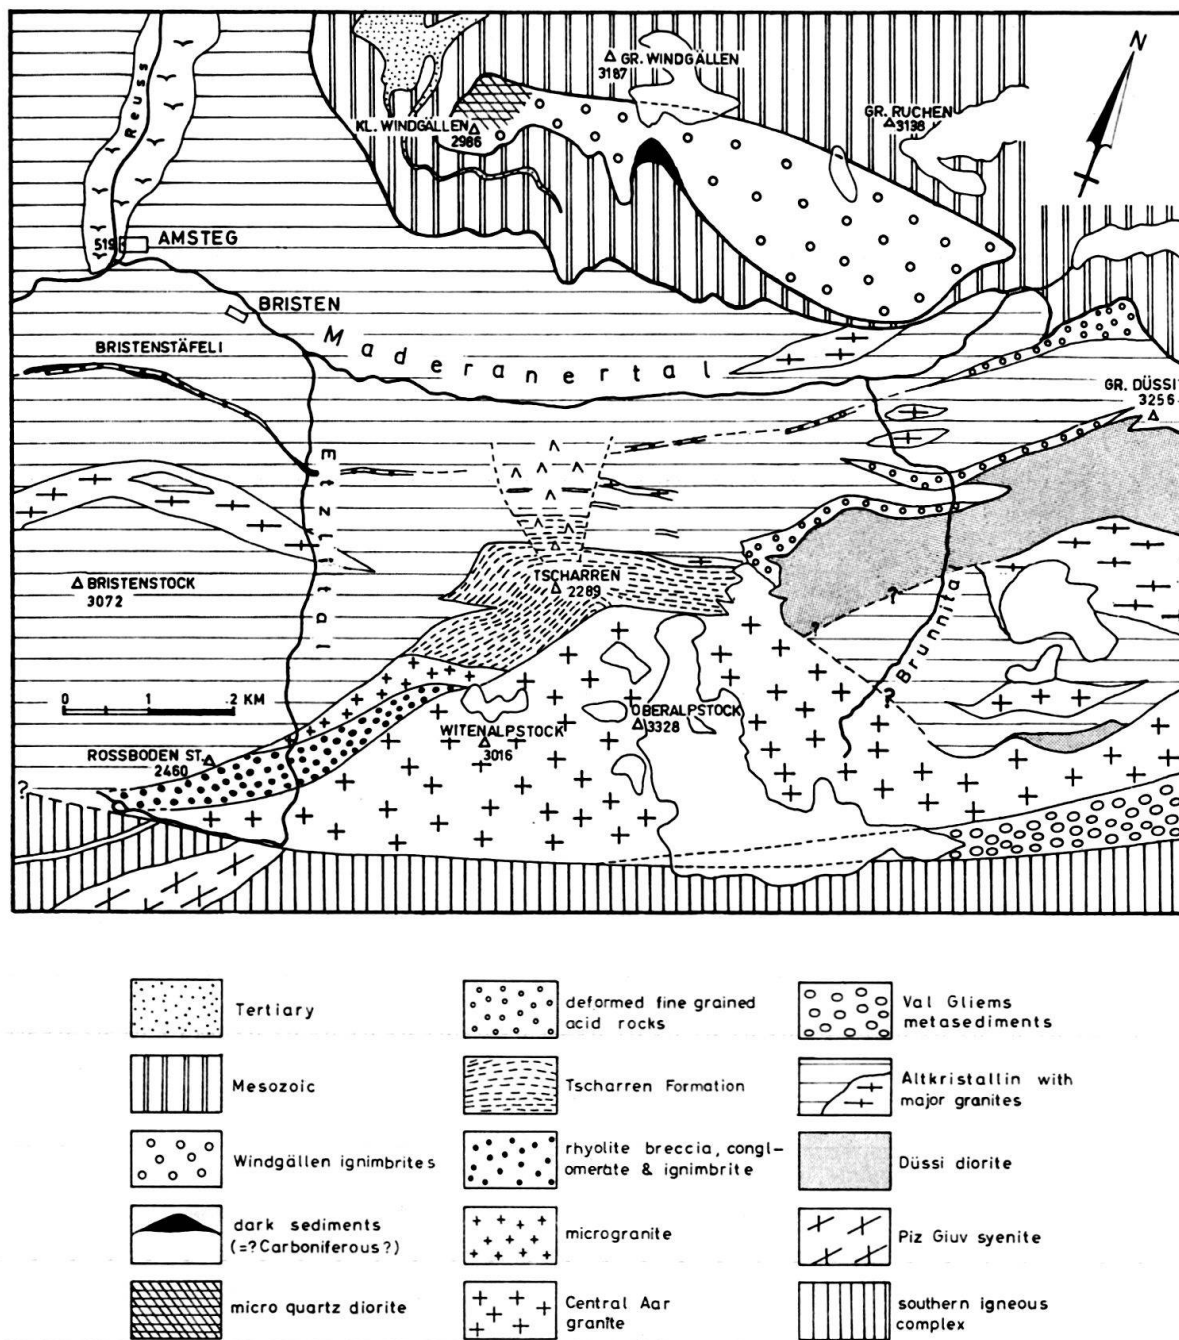 N
Reuss
GR. WINDGÄLLEN
3187
GR. RUCHEN
3138
KL. WINDGÄLLEN
2986
519
AMSTEG
BRISTEN
Maderanertal
BRISTENSTÄFELI
GR. DÜSSI
3256
Etzlital
TSCHARREN
2289
BRISTENSTOCK
3072
?
?
Brunnital
?
0 1 2 KM
OBERALPSTOCK
3328
WITENALPSTOCK
3016
ROSSBODEN ST.
2460
?
Tertiary
Mesozoic
Windgällen ignimbrites
dark sediments
(=?Carboniferous?)
micro quartz diorite
deformed fine grained
acid rocks
Tscharren Formation
rhyolite breccia, congl-
omerate & ignimbrite
microgranite
Central Aar
granite
Val Gliems
metasediments
Altkristallin with
major granites
Düssi diorite
Piz Giuv syenite
southern igneous
complex